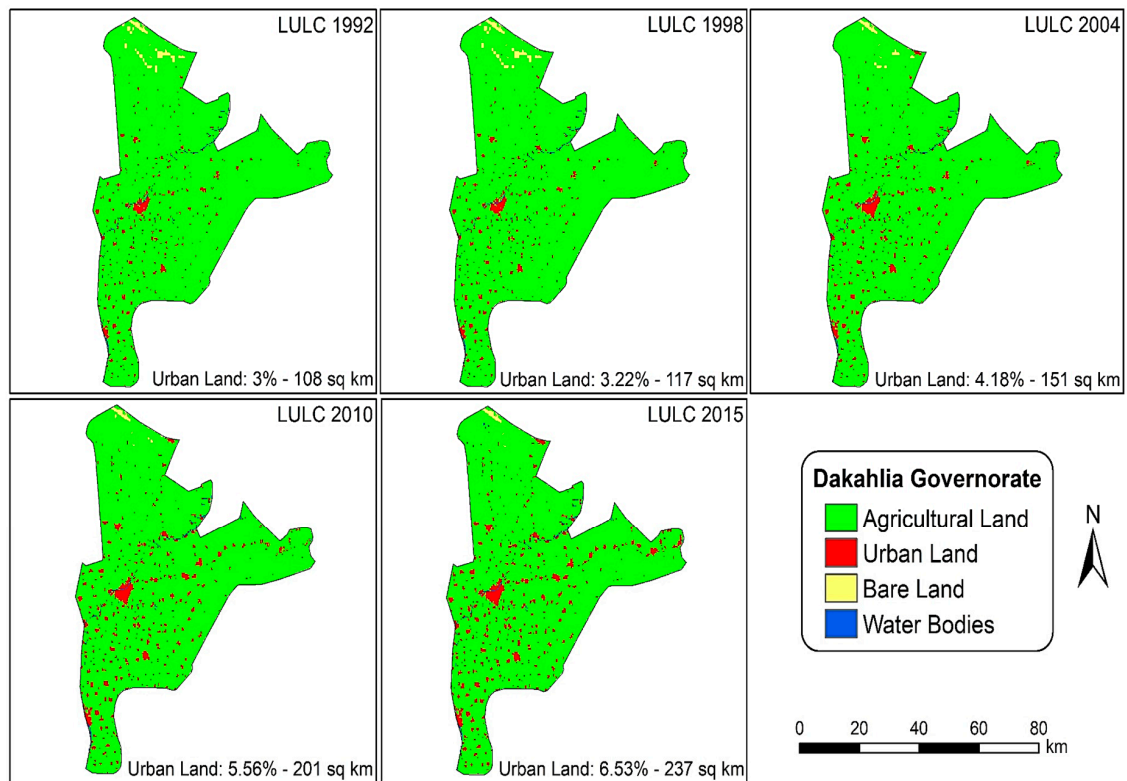 LULC 1992
Urban Land: 3% - 108 sq km
LULC 1998
Urban Land: 3.22% - 117 sq km
LULC 2004
Urban Land: 4.18% - 151 sq km
LULC 2010
Urban Land: 5.56% - 201 sq km
LULC 2015
Urban Land: 6.53% - 237 sq km
Dakahlia Governorate
Agricultural Land
Urban Land
Bare Land
Water Bodies
N
0 20 40 60 80
km